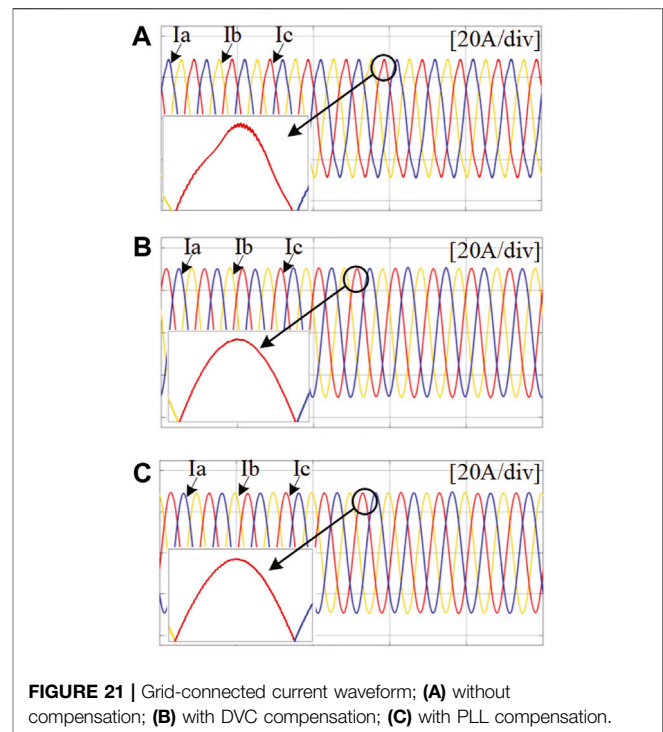 A
Ia Ib Ic [20A/div]
B
Ia Ib Ic [20A/div]
C
Ia Ib Ic [20A/div]
FIGURE 21 | Grid-connected current waveform; (A) without
compensation; (B) with DVC compensation; (C) with PLL compensation.